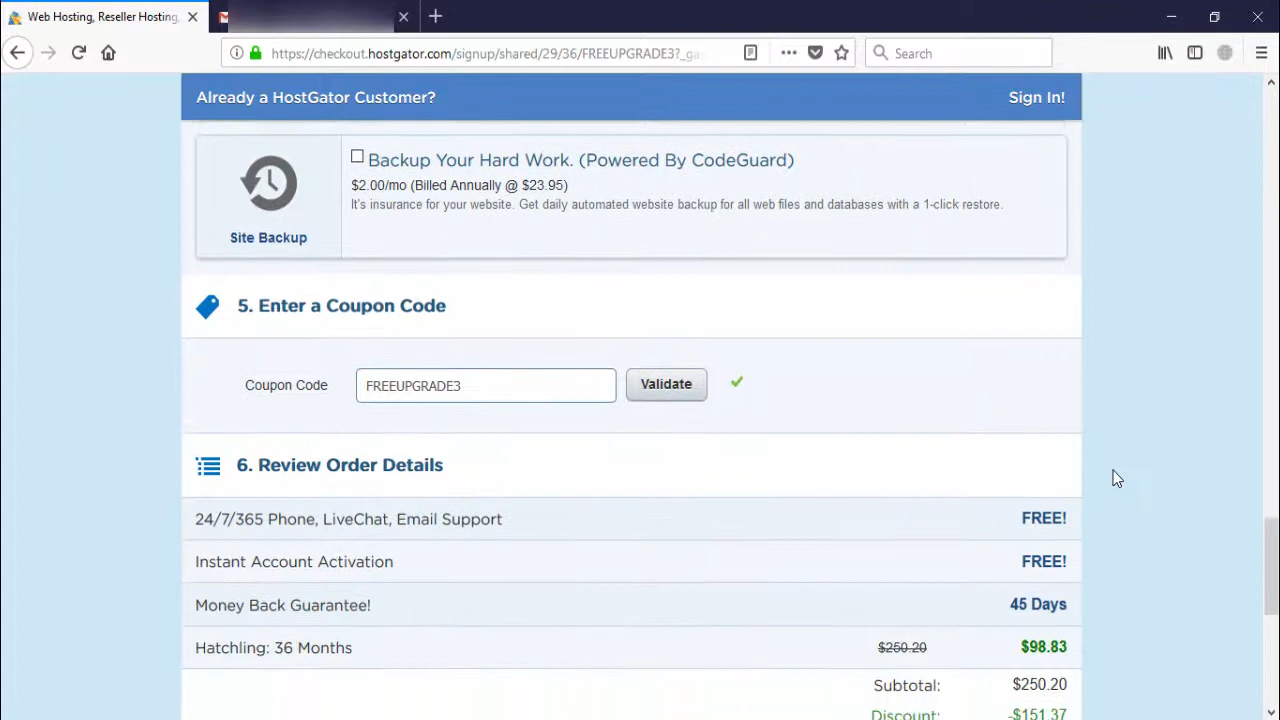 Web Hosting, Reseller Hosting,
https://checkout.hostgator.com/signup/shared/29/36/FREEUPGRADE3?_ga
Search
Already a HostGator Customer?
Sign In!
Backup Your Hard Work. (Powered By CodeGuard)
$2.00/mo (Billed Annually @ $23.95)
It's insurance for your website. Get daily automated website backup for all web files and databases with a 1-click restore.
Site Backup
5. Enter a Coupon Code
Coupon Code
FREEUPGRADE3
Validate
6. Review Order Details
24/7/365 Phone, LiveChat, Email Support
FREE!
Instant Account Activation
FREE!
Money Back Guarantee!
45 Days
Hatchling: 36 Months
$250.20
$98.83
Subtotal:
$250.20
Discount:
-$151.37